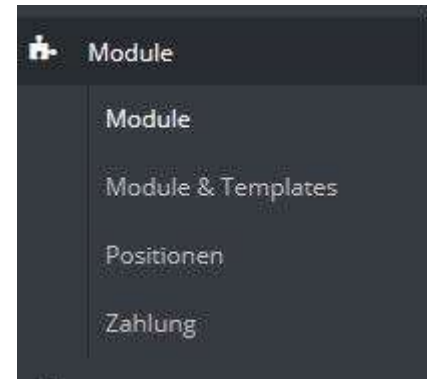 Module
Module
Module & Templates
Positionen
Zahlung